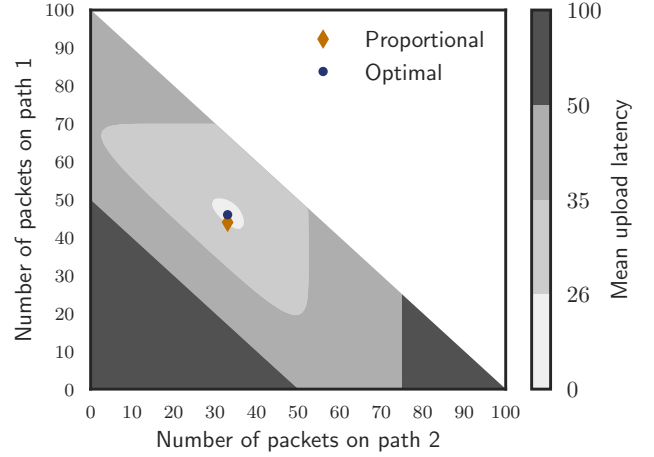 Proportional
Optimal
Number of packets on path 1
100
90
80
70
60
50
40
30
20
10
0
0 10 20 30 40 50 60 70 80 90 100
Number of packets on path 2
100
50
35
26
0
Mean upload latency